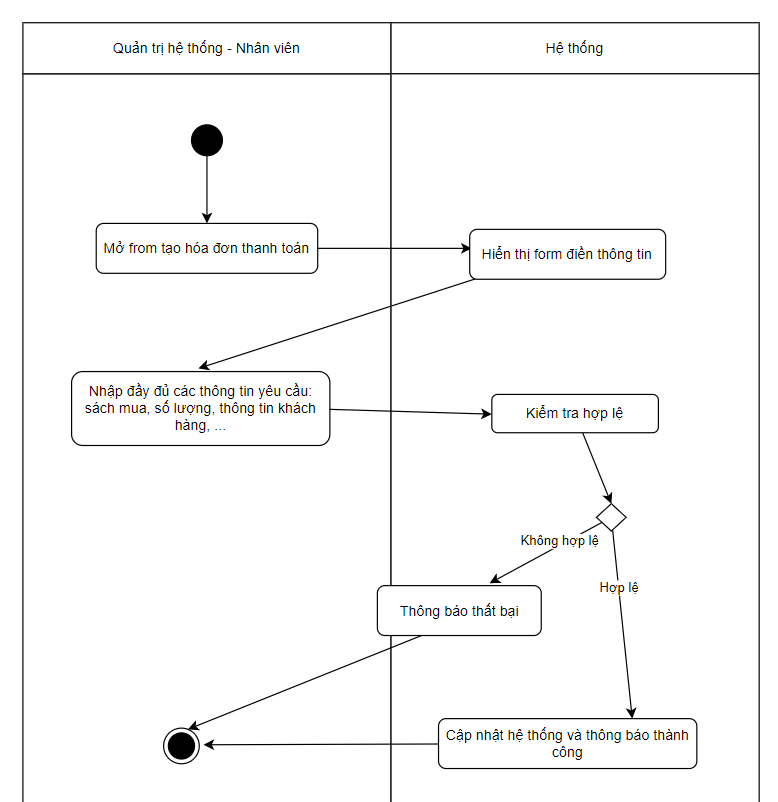 Quản trị hệ thống - Nhân viên
Hệ thống
Mở from tạo hóa đơn thanh toán
Hiển thị form điền thông tin
Nhập đầy đủ các thông tin yêu cầu:
sách mua, số lượng, thông tin khách
hàng, ...
Kiểm tra hợp lệ
Không hợp lệ
Hợp lệ
Thông báo thất bại
Cập nhật hệ thống và thông báo thành
công